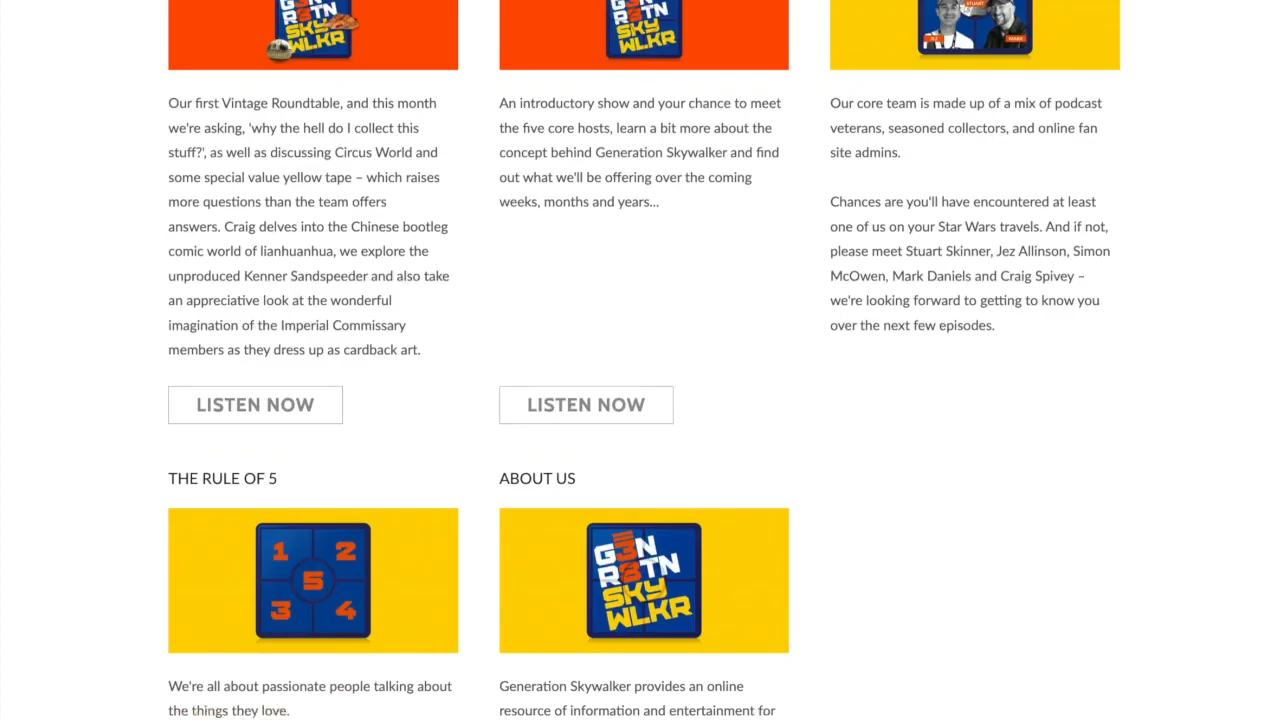 G3N
R8TN
SKY
WLKR
Our first Vintage Roundtable, and this month
we're asking, 'why the hell do I collect this
stuff?', as well as discussing Circus World and
some special value yellow tape – which raises
more questions than the team offers
answers. Craig delves into the Chinese bootleg
comic world of lianhuanhua, we explore the
unproduced Kenner Sandspeeder and also take
an appreciative look at the wonderful
imagination of the Imperial Commissary
members as they dress up as cardback art.
LISTEN NOW
G3N
R8TN
SKY
WLKR
An introductory show and your chance to meet
the five core hosts, learn a bit more about the
concept behind Generation Skywalker and find
out what we'll be offering over the coming
weeks, months and years...
LISTEN NOW
STUART
JEZ
Our core team is made up of a mix of podcast
veterans, seasoned collectors, and online fan
site admins.
Chances are you'll have encountered at least
one of us on your Star Wars travels. And if not,
please meet Stuart Skinner, Jez Allinson, Simon
McOwen, Mark Daniels and Craig Spivey –
we're looking forward to getting to know you
over the next few episodes.
THE RULE OF 5
1 2
5
3 4
We're all about passionate people talking about
the things they love.
ABOUT US
G3N
R8TN
SKY
WLKR
Generation Skywalker provides an online
resource of information and entertainment for